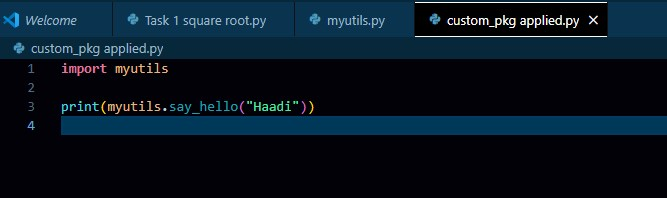 Welcome
Task 1 square root.py
myutils.py
custom_pkg applied.py ×
custom_pkg applied.py
1 import myutils
2
3 print(myutils.say_hello("Haadi"))
4